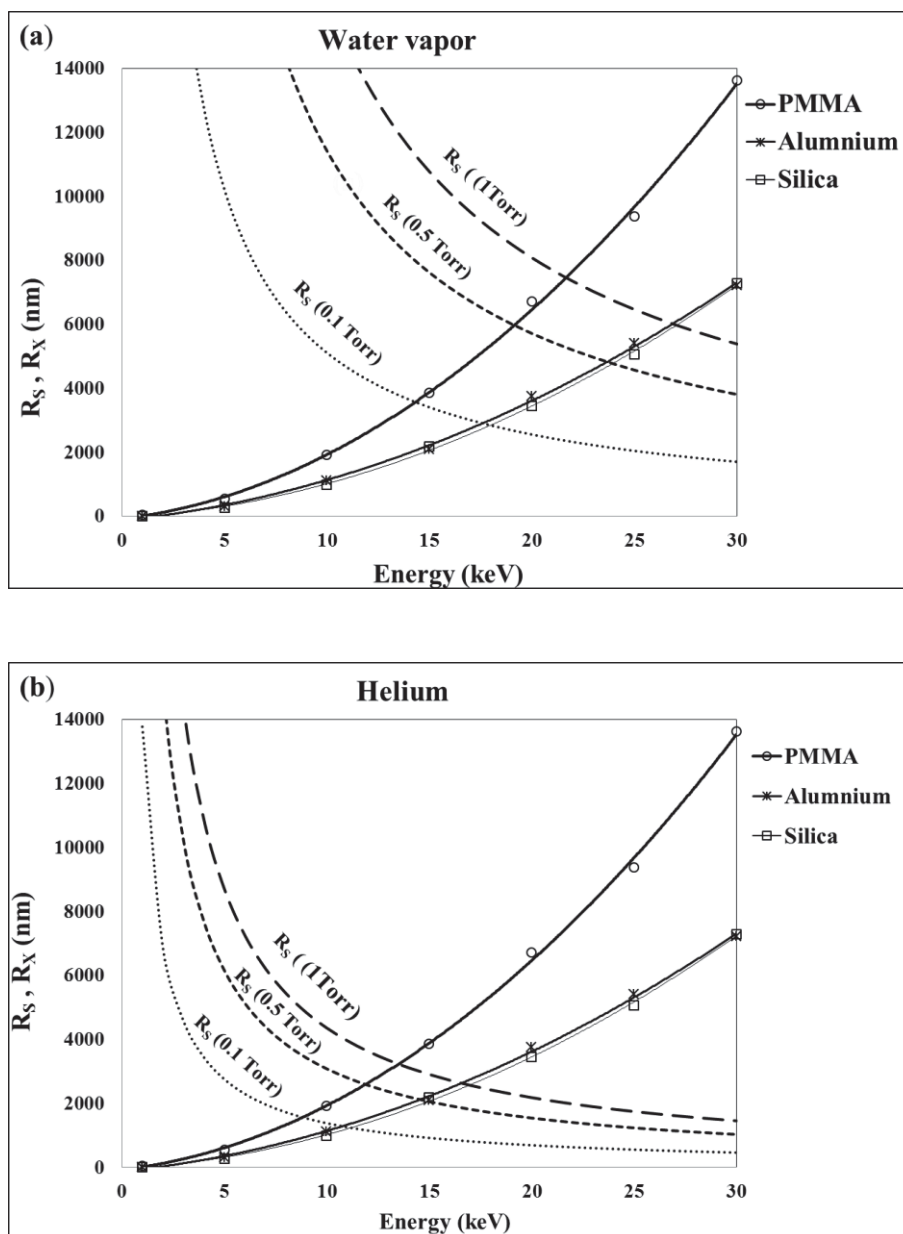 (a) Water vapor
14000
12000
10000
8000
6000
4000
2000
0
R_S , R_X (nm)
R_S ((1Torr)
R_S (0.5 Torr)
R_S (0.1 Torr)
PMMA
Alumnium
Silica
0 5 10 15 20 25 30
Energy (keV)
(b) Helium
14000
12000
10000
8000
6000
4000
2000
0
R_S , R_X (nm)
R_S ((1Torr)
R_S (0.5 Torr)
R_S (0.1 Torr)
PMMA
Alumnium
Silica
0 5 10 15 20 25 30
Energy (keV)